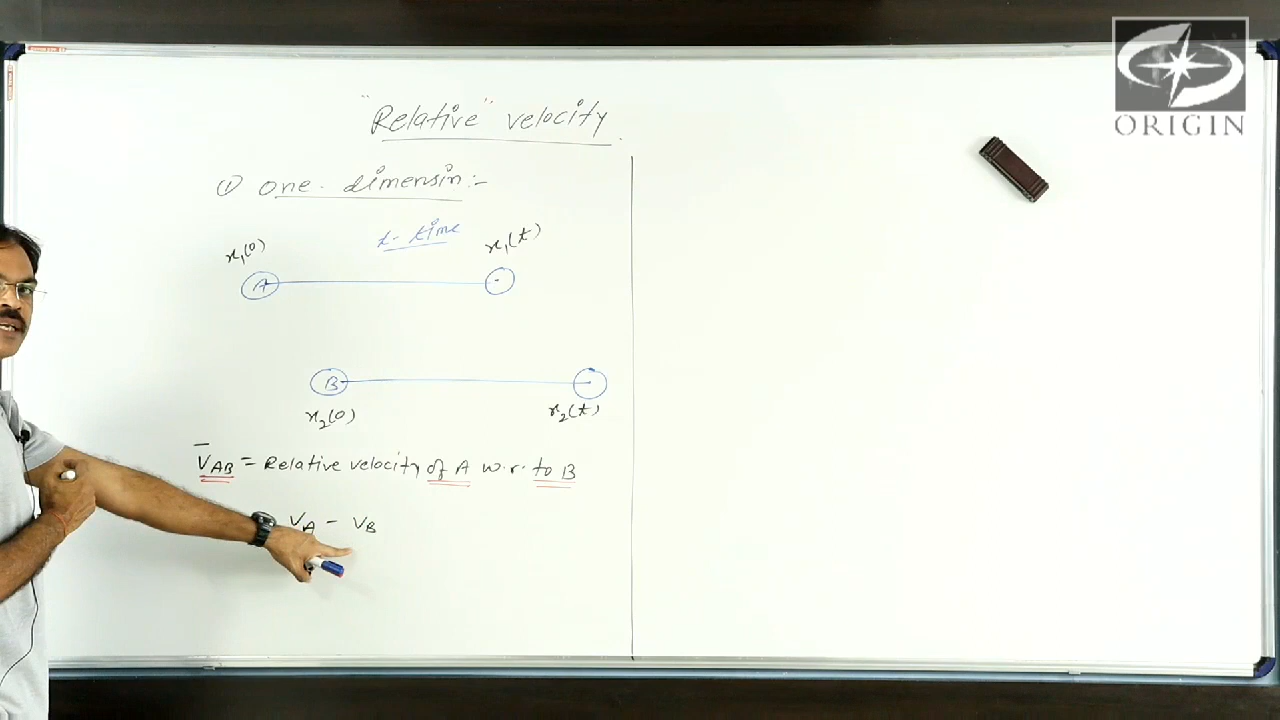 ORIGIN
"Relative" velocity
① One-dimensin:-
t-time
x₁(0) x₁(t)
A
B
x₂(0) x₂(t)
V̅AB = Relative velocity of A w.r. to B
VA - VB